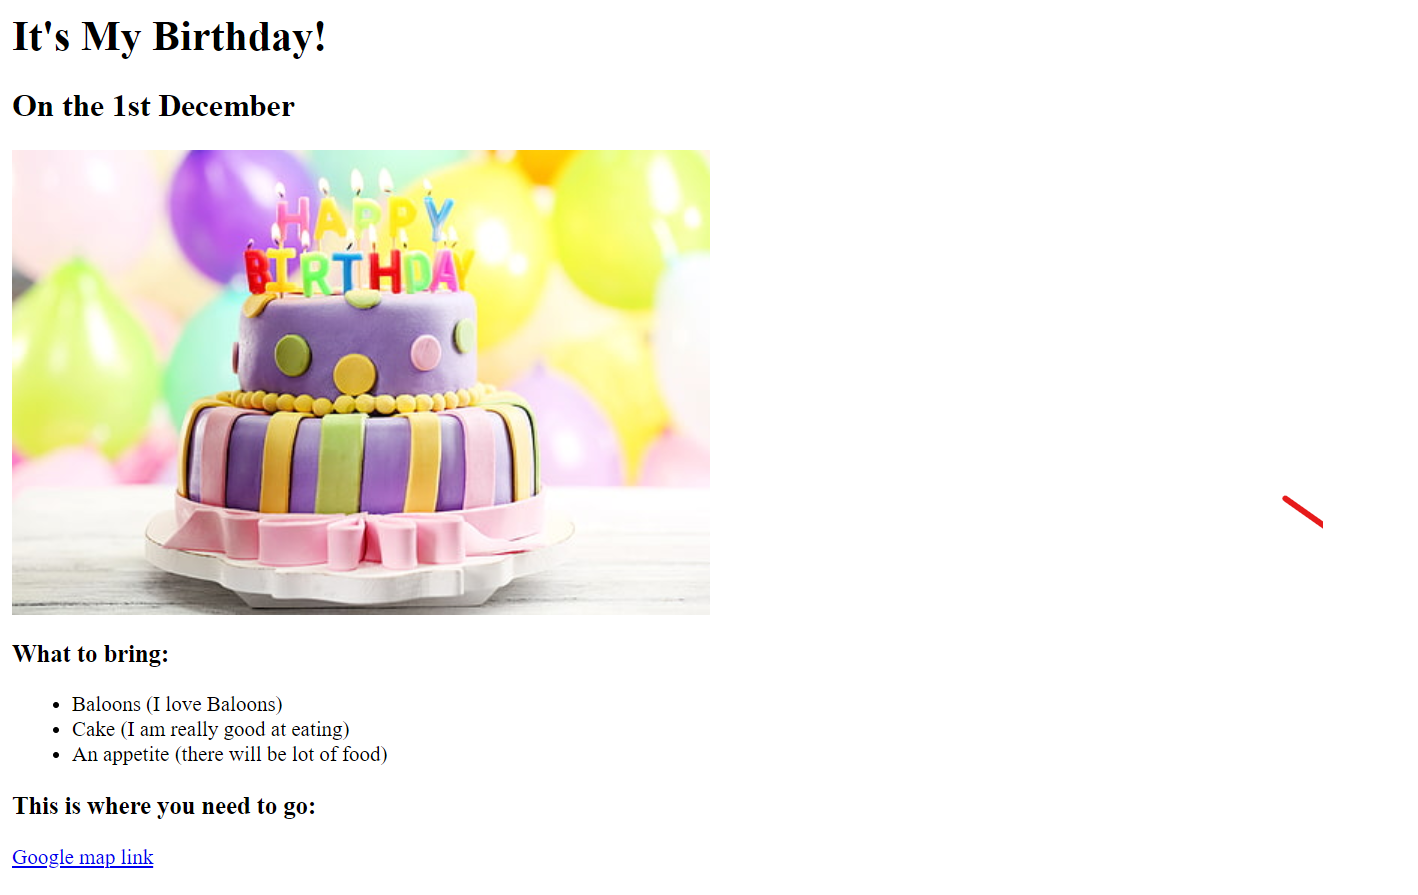 It's My Birthday!
On the 1st December
HAPPY
BIRTHDAY
What to bring:
Baloons (I love Baloons)
Cake (I am really good at eating)
An appetite (there will be lot of food)
This is where you need to go:
Google map link